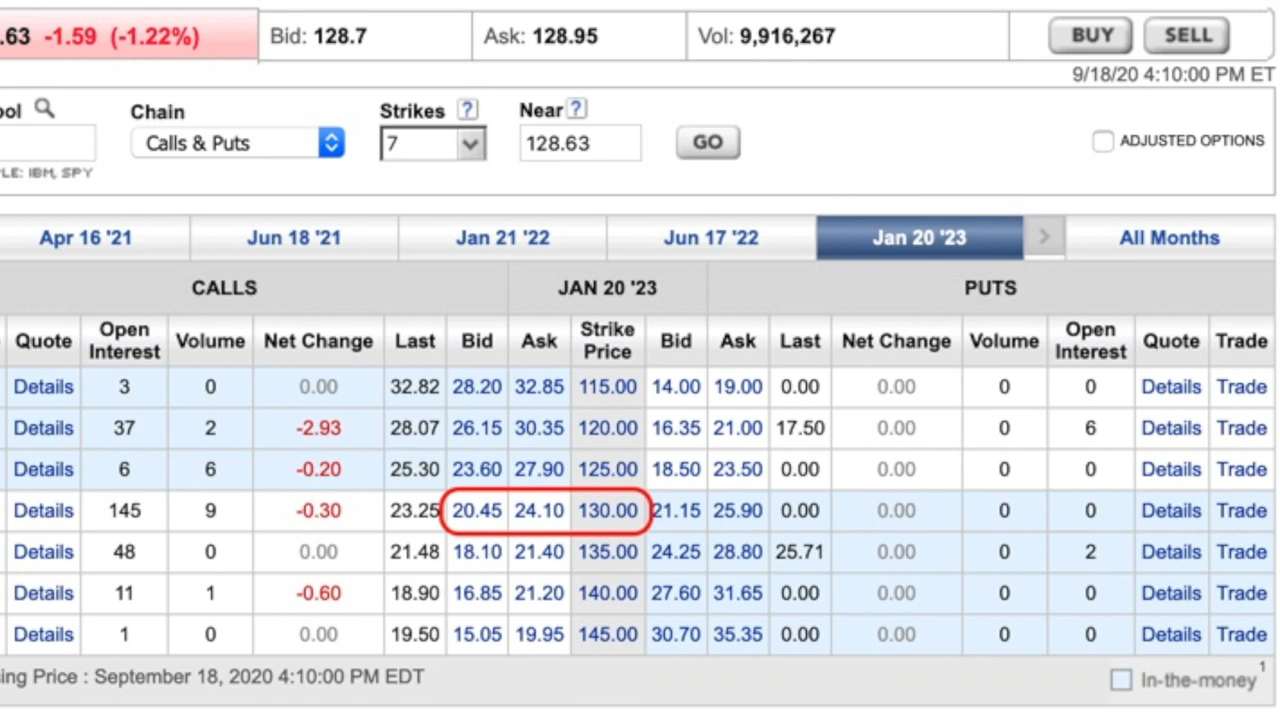 .63 -1.59 (-1.22%) Bid: 128.7 Ask: 128.95 Vol: 9,916,267 BUY SELL
9/18/20 4:10:00 PM ET
Chain Strikes ? Near ?
Calls & Puts 7 128.63 GO ADJUSTED OPTIONS
IBM, SPY
Apr 16 '21 Jun 18 '21 Jan 21 '22 Jun 17 '22 Jan 20 '23 > All Months
CALLS JAN 20 '23 PUTS
Quote Open Interest Volume Net Change Last Bid Ask Strike Price Bid Ask Last Net Change Volume Open Interest Quote Trade
Details 3 0 0.00 32.82 28.20 32.85 115.00 14.00 19.00 0.00 0.00 0 0 Details Trade
Details 37 2 -2.93 28.07 26.15 30.35 120.00 16.35 21.00 17.50 0.00 0 6 Details Trade
Details 6 6 -0.20 25.30 23.60 27.90 125.00 18.50 23.50 0.00 0.00 0 0 Details Trade
Details 145 9 -0.30 23.25 20.45 24.10 130.00 21.15 25.90 0.00 0.00 0 0 Details Trade
Details 48 0 0.00 21.48 18.10 21.40 135.00 24.25 28.80 25.71 0.00 0 2 Details Trade
Details 11 1 -0.60 18.90 16.85 21.20 140.00 27.60 31.65 0.00 0.00 0 0 Details Trade
Details 1 0 0.00 19.50 15.05 19.95 145.00 30.70 35.35 0.00 0.00 0 0 Details Trade
ing Price : September 18, 2020 4:10:00 PM EDT In-the-money 1